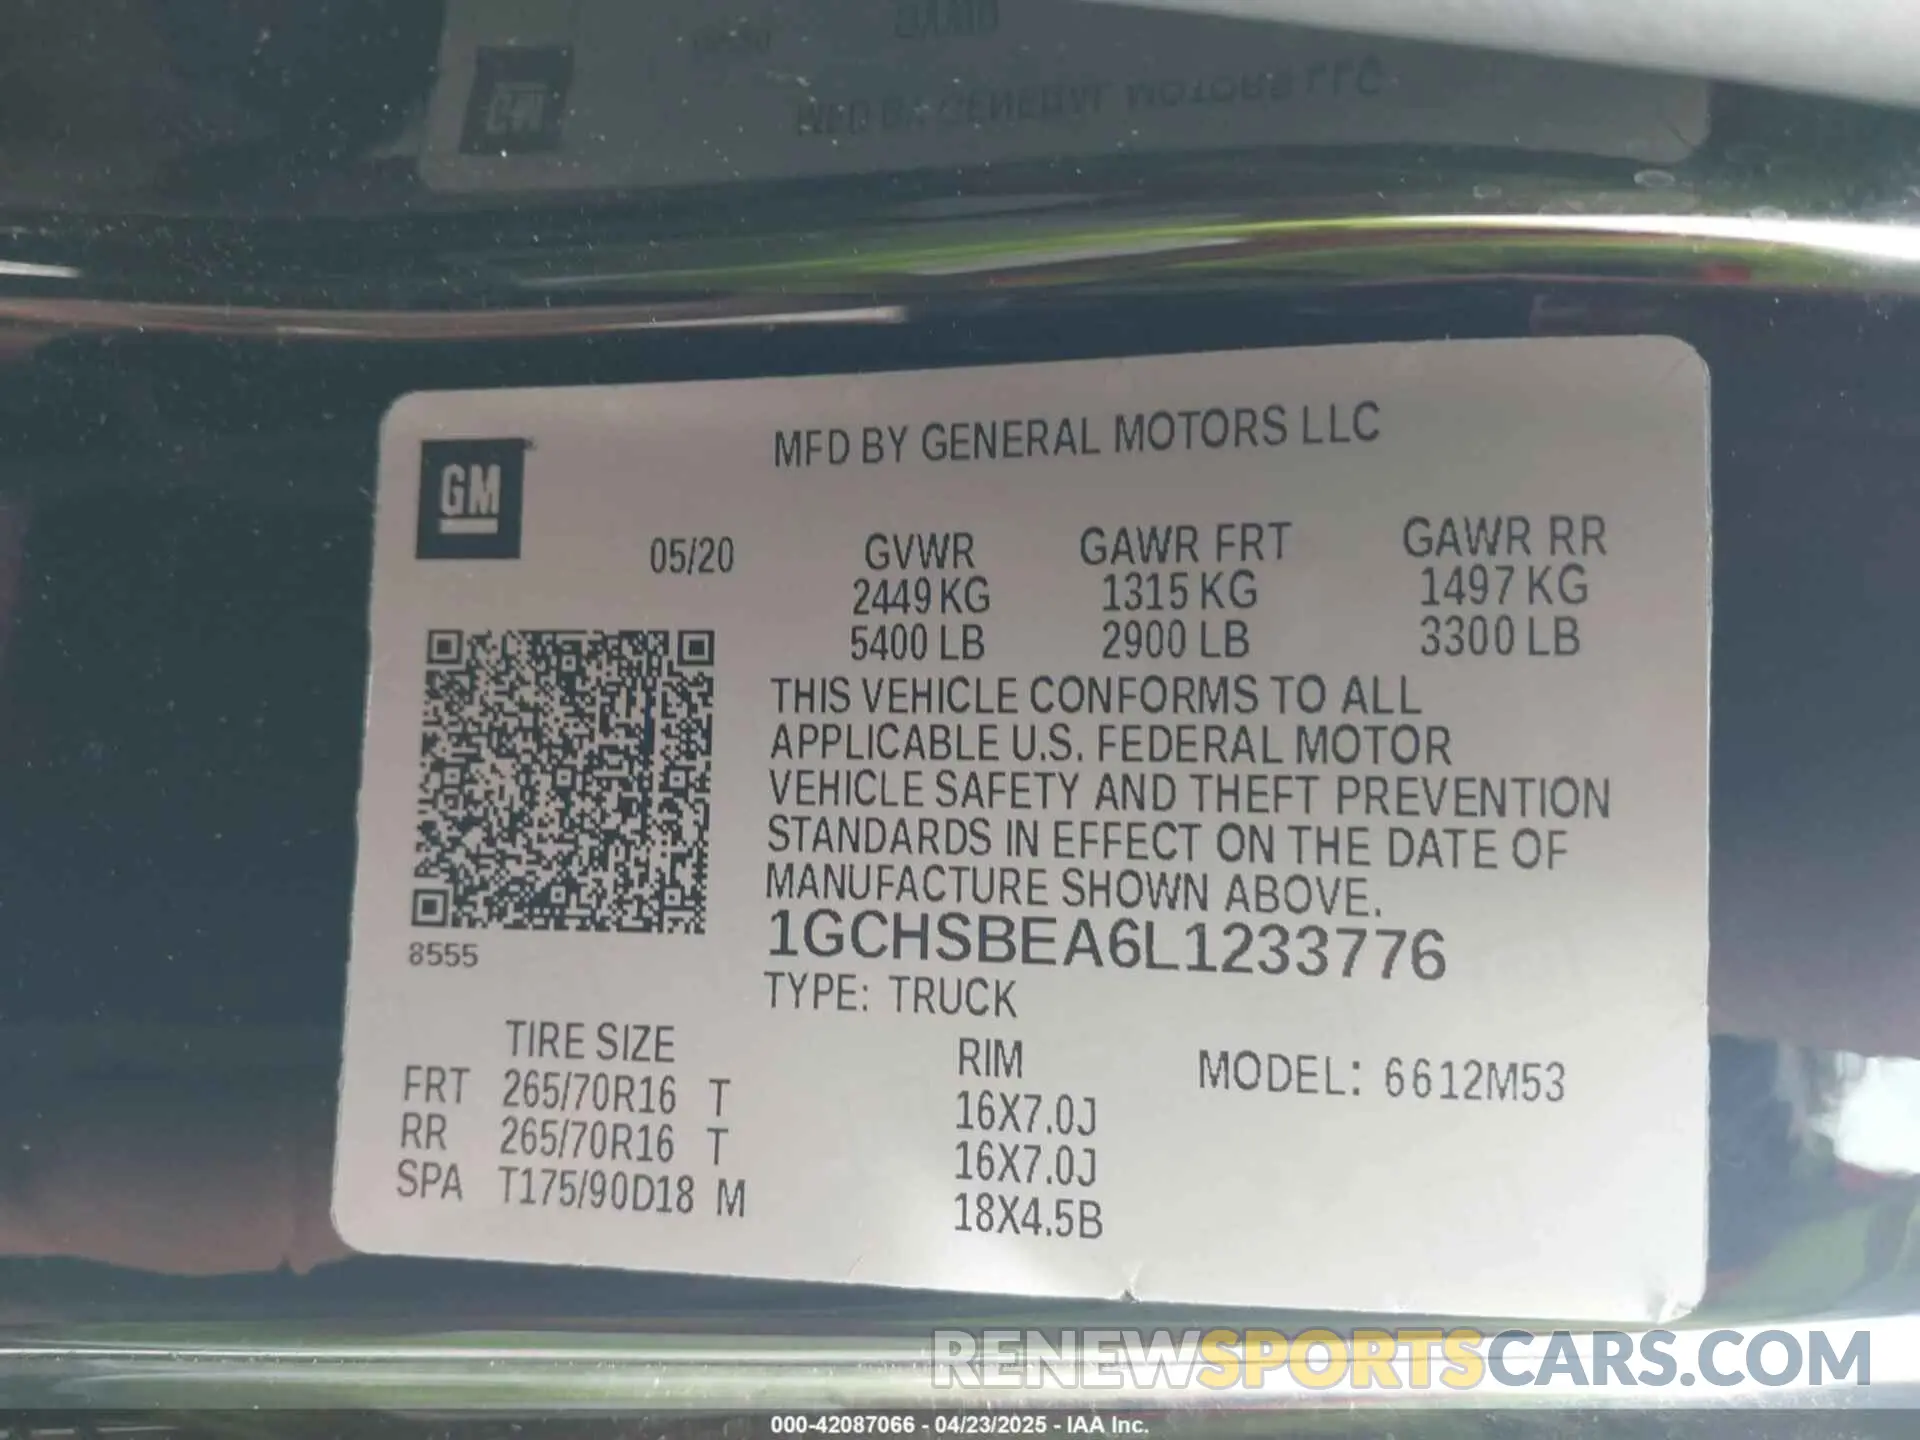 MFD BY GENERAL MOTORS LLC
GM
05/20 GVWR GAWR FRT GAWR RR
2449 KG 1315 KG 1497 KG
5400 LB 2900 LB 3300 LB
THIS VEHICLE CONFORMS TO ALL
APPLICABLE U.S. FEDERAL MOTOR
VEHICLE SAFETY AND THEFT PREVENTION
STANDARDS IN EFFECT ON THE DATE OF
MANUFACTURE SHOWN ABOVE.
8555
1GCHSBEA6L1233776
TYPE: TRUCK
TIRE SIZE RIM MODEL: 6612M53
FRT 265/70R16 T 16X7.0J
RR 265/70R16 T 16X7.0J
SPA T175/90D18 M 18X4.5B
RENEWSPORTSCARS.COM
000-42087066 - 04/23/2025 - IAA Inc.